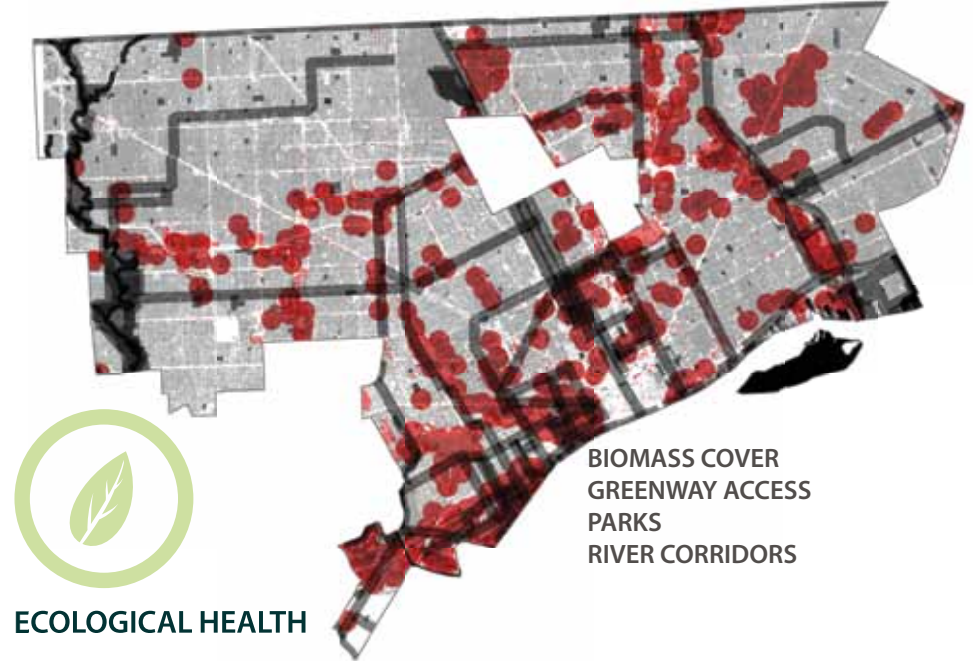 BIOMASS COVER
GREENWAY ACCESS
PARKS
RIVER CORRIDORS
ECOLOGICAL HEALTH